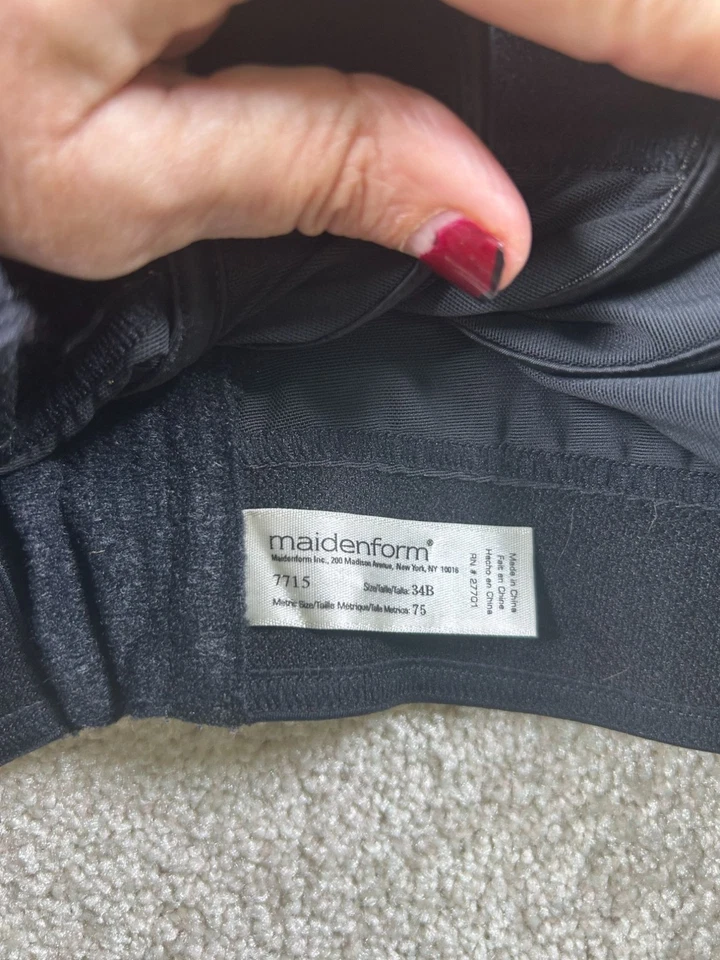 maidenform®
Maidenform Inc., 200 Madison Avenue, New York, NY 10016
7715 Size/Taille/Talla: 34B
Metric Size/Taille Métrique/Talla Metrica: 75
Made in China
Fait en Chine
Hecho en China
RN # 27701